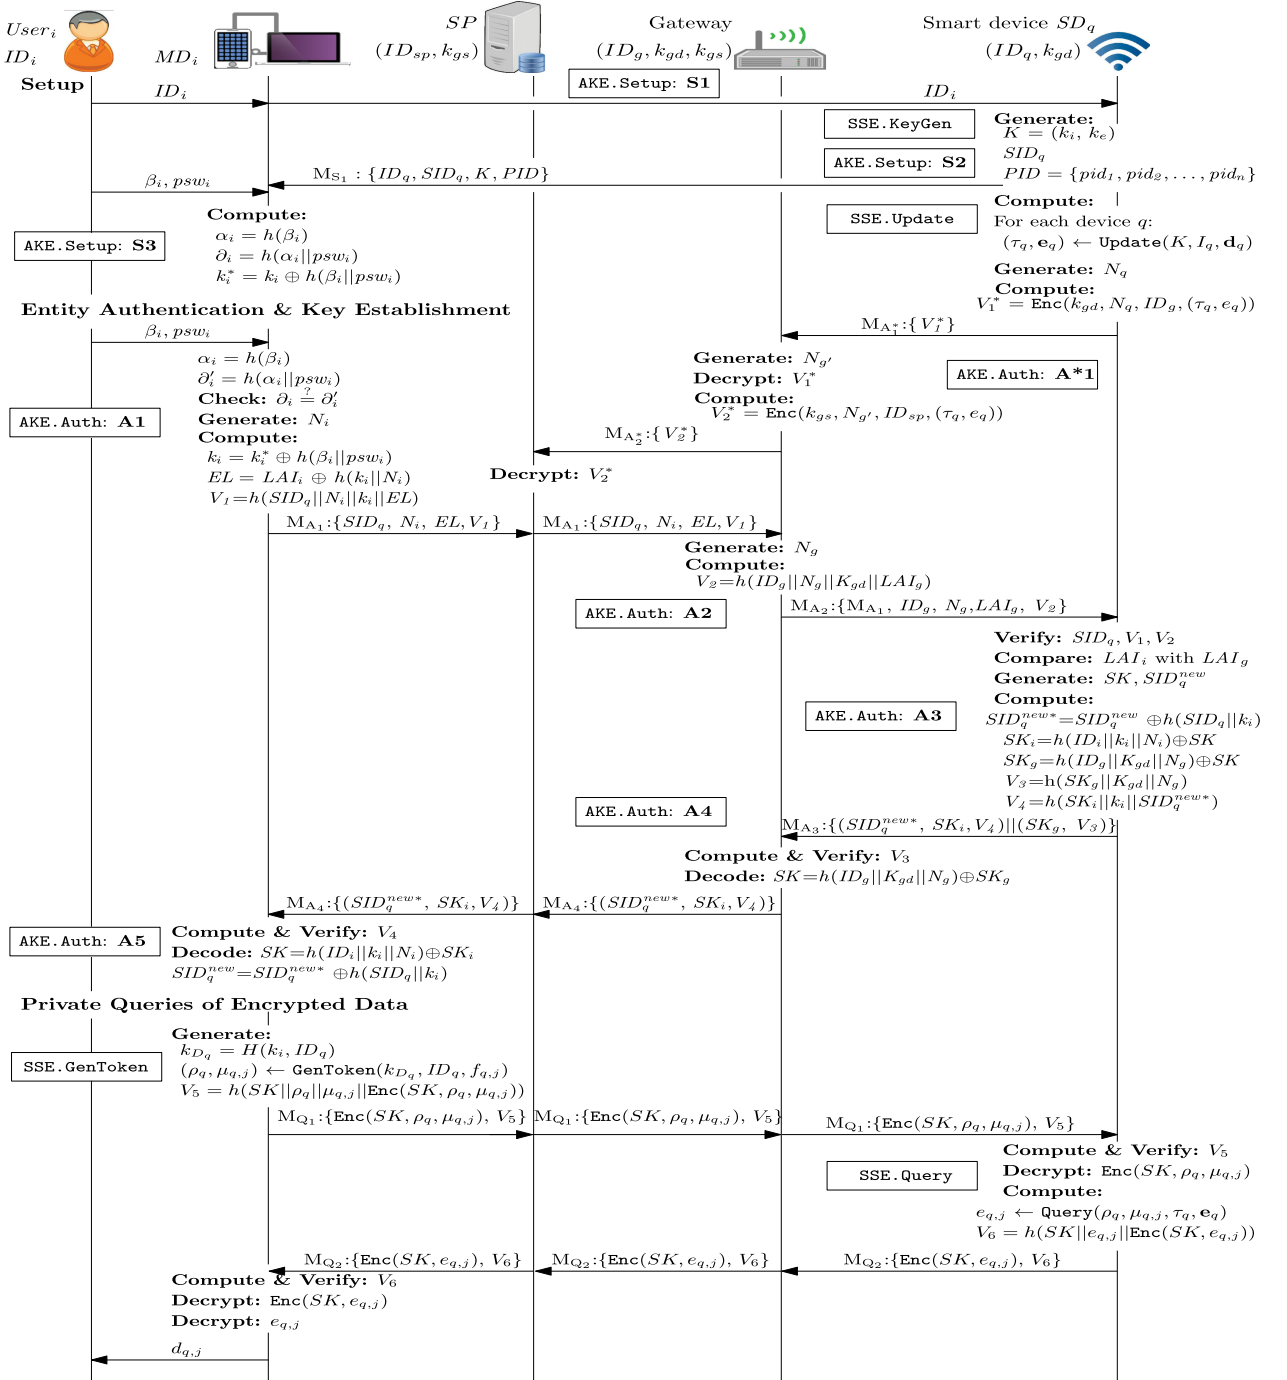 User_i
ID_i
MD_i
SP
(ID_sp, k_gs)
Gateway
(ID_g, k_gd, k_gs)
Smart device SD_q
(ID_q, k_gd)
Setup
AKE.Setup: S1
ID_i
ID_i
SSE.KeyGen
Generate:
K = (k_i, k_e)
AKE.Setup: S2
SID_q
PID = {pid_1, pid_2, ..., pid_n}
M_S1 : {ID_q, SID_q, K, PID}
β_i, psw_i
Compute:
α_i = h(β_i)
∂_i = h(α_i||psw_i)
k_i^* = k_i ⊕ h(β_i||psw_i)
AKE.Setup: S3
SSE.Update
Compute:
For each device q:
(τ_q, e_q) ← Update(K, I_q, d_q)
Generate: N_q
Compute:
V_1^* = Enc(k_gd, N_q, ID_g, (τ_q, e_q))
Entity Authentication & Key Establishment
β_i, psw_i
M_A1*:{V_1^*}
α_i = h(β_i)
∂'_i = h(α_i||psw_i)
Check: ∂_i ≟ ∂'_i
Generate: N_i
Compute:
k_i = k_i^* ⊕ h(β_i||psw_i)
EL = LAI_i ⊕ h(k_i||N_i)
V_1=h(SID_q||N_i||k_i||EL)
AKE.Auth: A1
Generate: N_g'
Decrypt: V_1^*
Compute:
V_2^* = Enc(k_gs, N_g', ID_sp, (τ_q, e_q))
AKE.Auth: A*1
M_A2*:{V_2^*}
Decrypt: V_2^*
M_A1:{SID_q, N_i, EL, V_1}
M_A1:{SID_q, N_i, EL, V_1}
Generate: N_g
Compute:
V_2=h(ID_g||N_g||K_gd||LAI_g)
AKE.Auth: A2
M_A2:{M_A1, ID_g, N_g,LAI_g, V_2}
Verify: SID_q, V_1, V_2
Compare: LAI_i with LAI_g
Generate: SK, SID_q^new
Compute:
SID_q^new*=SID_q^new ⊕h(SID_q||k_i)
SK_i=h(ID_i||k_i||N_i)⊕SK
SK_g=h(ID_g||K_gd||N_g)⊕SK
V_3=h(SK_g||K_gd||N_g)
V_4=h(SK_i||k_i||SID_q^new*)
AKE.Auth: A3
AKE.Auth: A4
M_A3:{(SID_q^new*, SK_i, V_4)||(SK_g, V_3)}
Compute & Verify: V_3
Decode: SK=h(ID_g||K_gd||N_g)⊕SK_g
M_A4:{(SID_q^new*, SK_i, V_4)}
M_A4:{(SID_q^new*, SK_i, V_4)}
AKE.Auth: A5
Compute & Verify: V_4
Decode: SK=h(ID_i||k_i||N_i)⊕SK_i
SID_q^new=SID_q^new* ⊕h(SID_q||k_i)
Private Queries of Encrypted Data
SSE.GenToken
Generate:
k_Dq = H(k_i, ID_q)
(ρ_q, μ_q,j) ← GenToken(k_Dq, ID_q, f_q,j)
V_5 = h(SK||ρ_q||μ_q,j||Enc(SK, ρ_q, μ_q,j))
M_Q1:{Enc(SK, ρ_q, μ_q,j), V_5}
M_Q1:{Enc(SK, ρ_q, μ_q,j), V_5}
M_Q1:{Enc(SK, ρ_q, μ_q,j), V_5}
SSE.Query
Compute & Verify: V_5
Decrypt: Enc(SK, ρ_q, μ_q,j)
Compute:
e_q,j ← Query(ρ_q, μ_q,j, τ_q, e_q)
V_6 = h(SK||e_q,j||Enc(SK, e_q,j))
M_Q2:{Enc(SK, e_q,j), V_6}
M_Q2:{Enc(SK, e_q,j), V_6}
M_Q2:{Enc(SK, e_q,j), V_6}
Compute & Verify: V_6
Decrypt: Enc(SK, e_q,j)
Decrypt: e_q,j
d_q,j